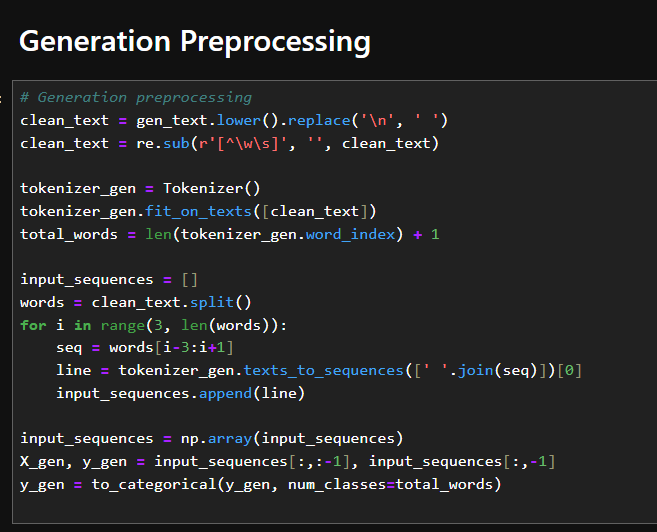 Generation Preprocessing
:
# Generation preprocessing
clean_text = gen_text.lower().replace('\n', ' ')
clean_text = re.sub(r'[^\w\s]', '', clean_text)

tokenizer_gen = Tokenizer()
tokenizer_gen.fit_on_texts([clean_text])
total_words = len(tokenizer_gen.word_index) + 1

input_sequences = []
words = clean_text.split()
for i in range(3, len(words)):
    seq = words[i-3:i+1]
    line = tokenizer_gen.texts_to_sequences([' '.join(seq)])[0]
    input_sequences.append(line)

input_sequences = np.array(input_sequences)
X_gen, y_gen = input_sequences[:,:-1], input_sequences[:,-1]
y_gen = to_categorical(y_gen, num_classes=total_words)